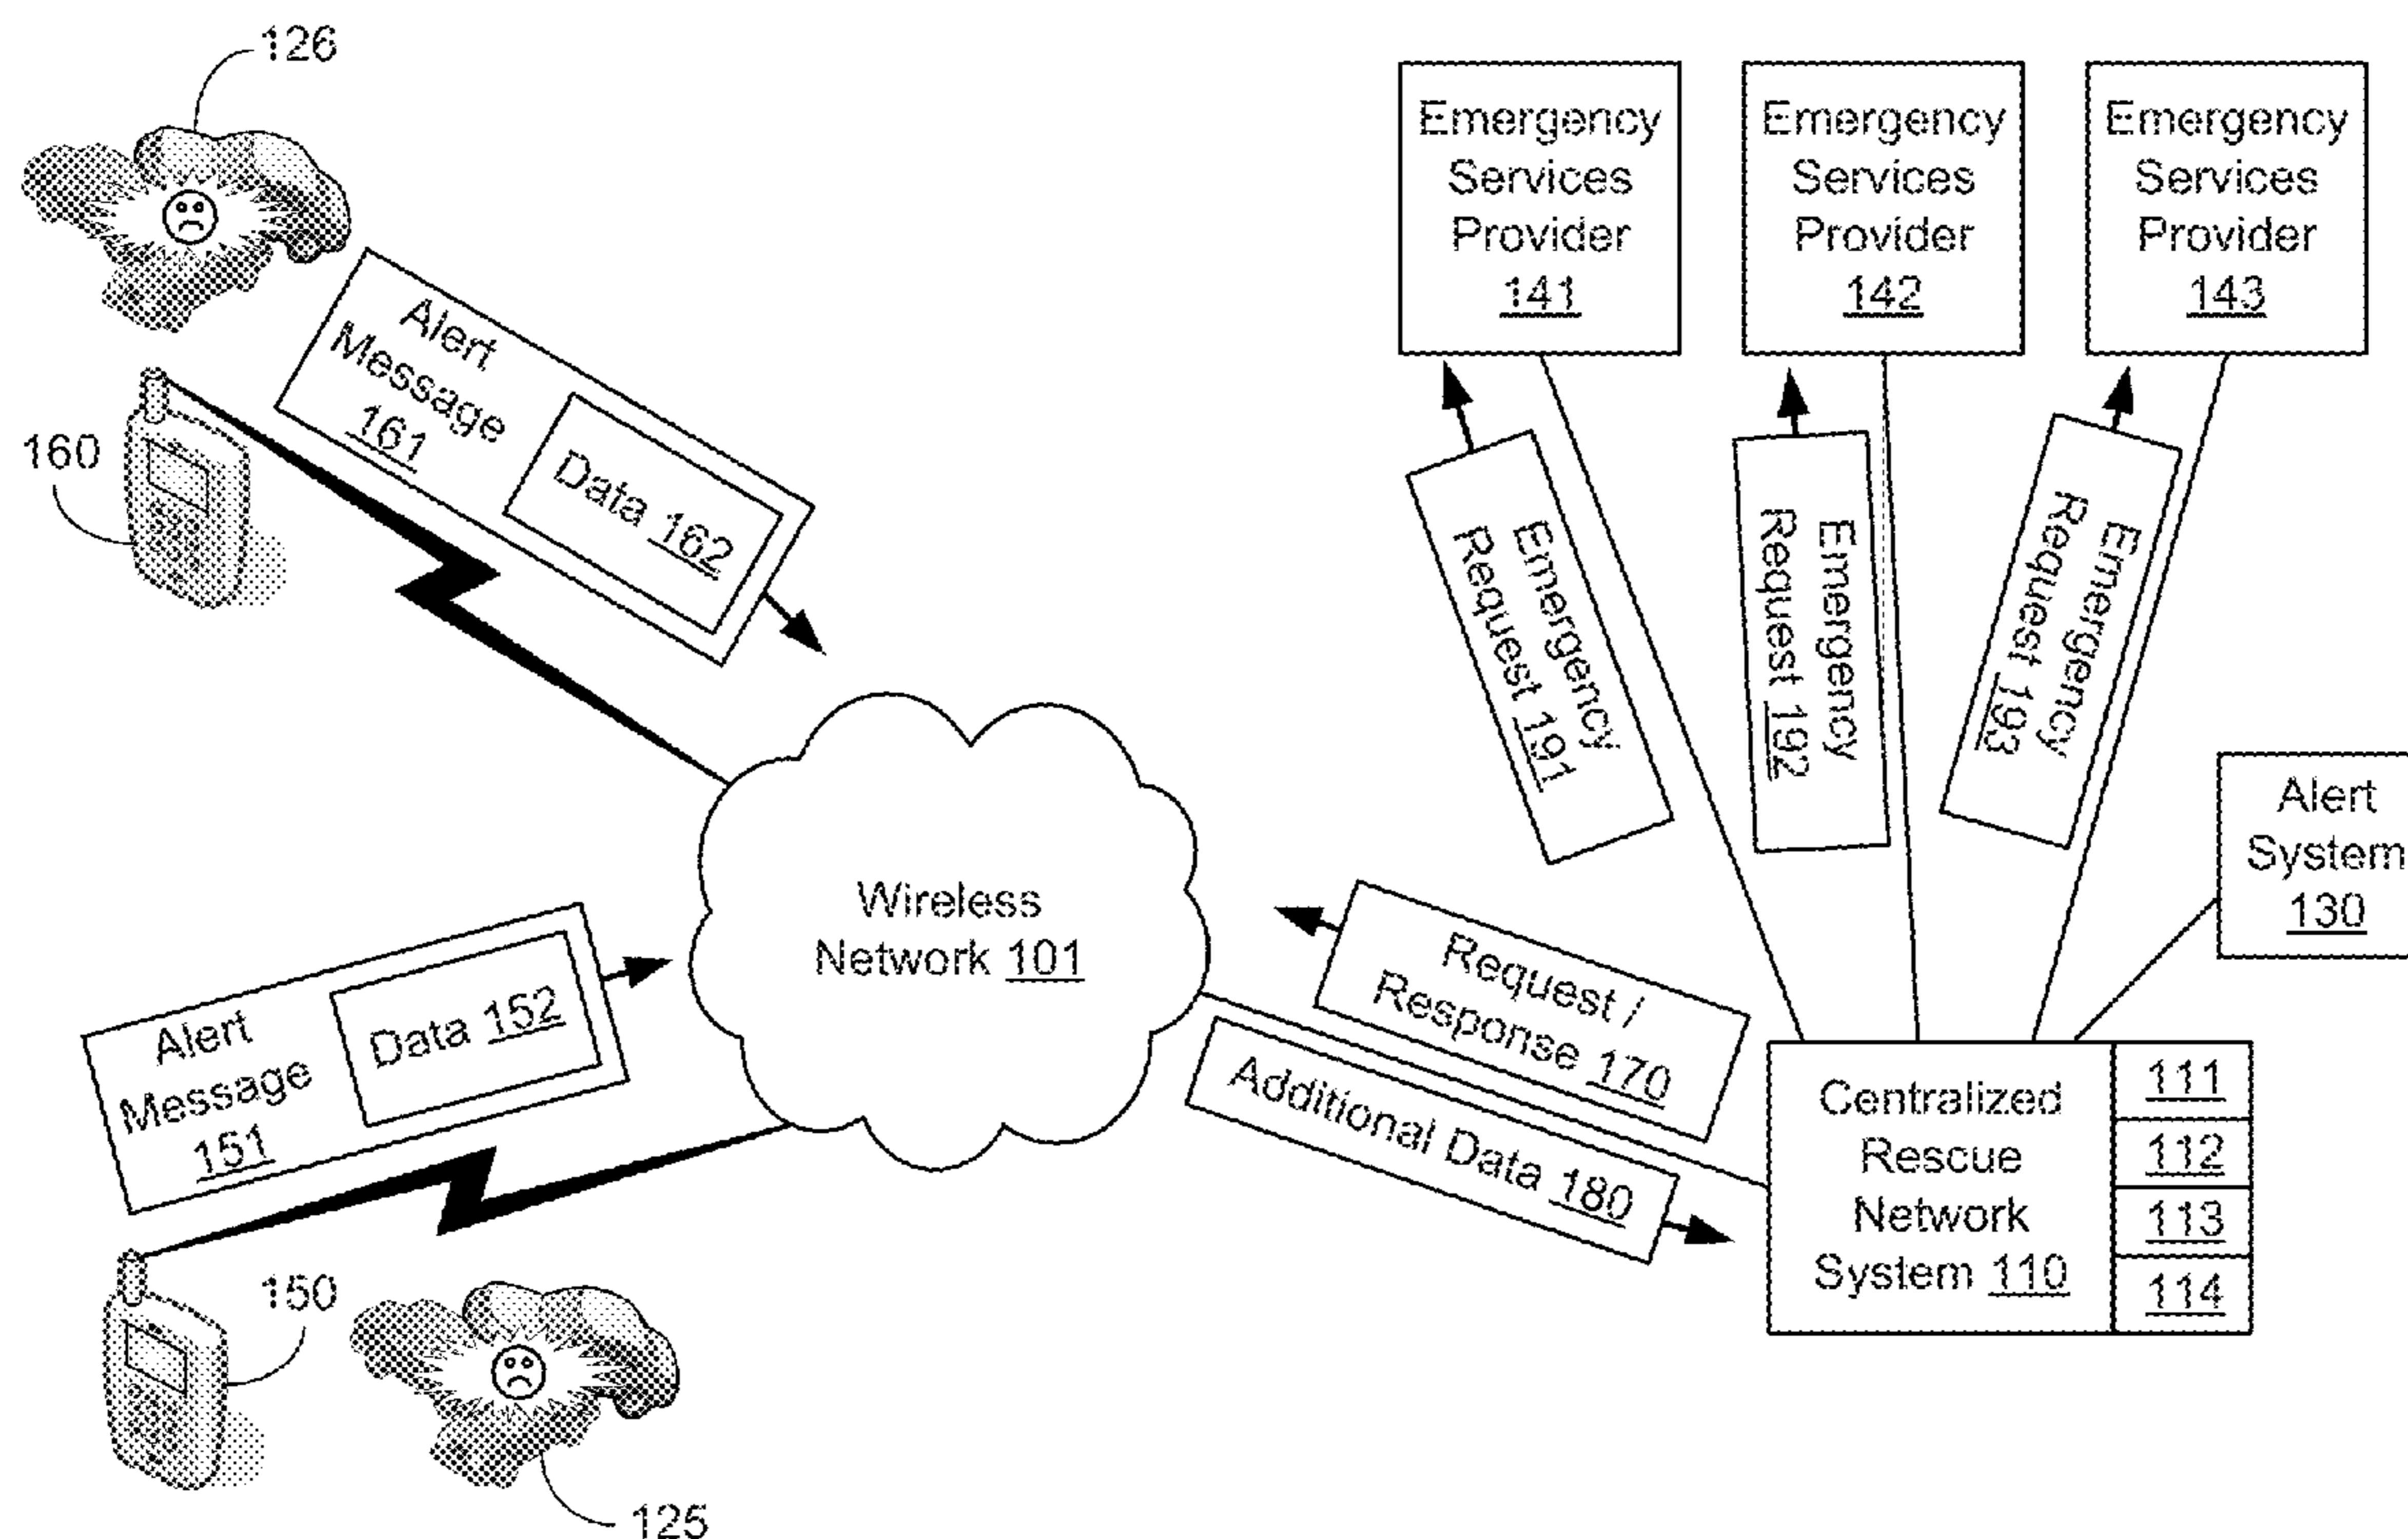 126
Alert
Message
161
Data 162
160
Emergency
Services
Provider
141
Emergency
Services
Provider
142
Emergency
Services
Provider
143
Emergency
Request 191
Emergency
Request 192
Emergency
Request 193
Alert
System
130
Wireless
Network 101
Request /
Response 170
Additional Data 180
Alert
Message
151
Data 152
Centralized
Rescue
Network
System 110
111
112
113
114
150
125